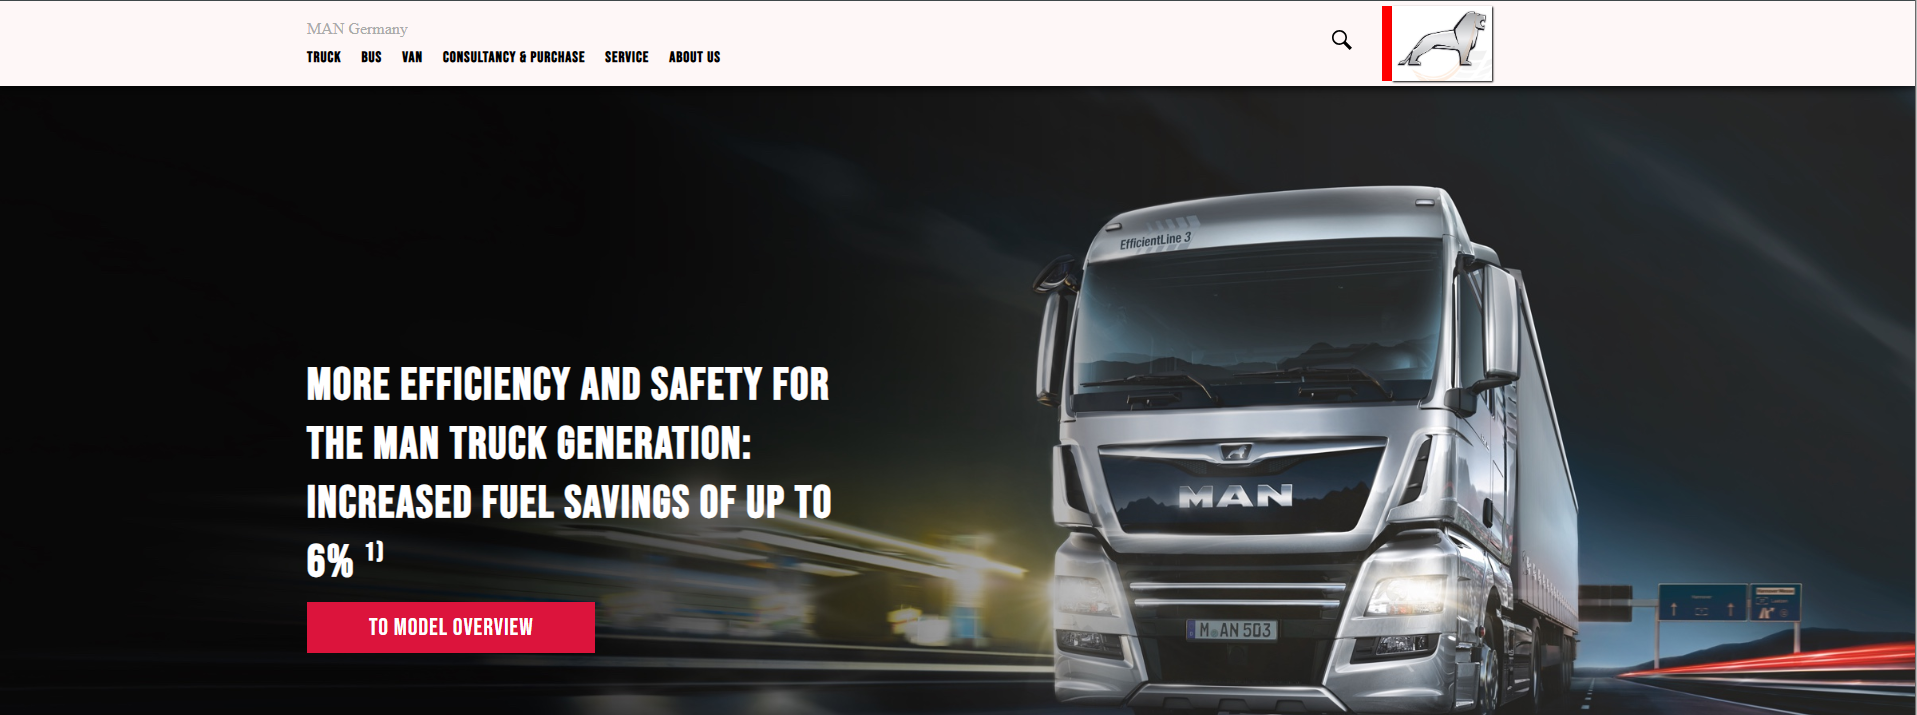 MAN Germany
TRUCK BUS VAN CONSULTANCY & PURCHASE SERVICE ABOUT US
EfficientLine 3
MORE EFFICIENCY AND SAFETY FOR
THE MAN TRUCK GENERATION:
INCREASED FUEL SAVINGS OF UP TO
6% 1)
TO MODEL OVERVIEW
MAN
M AN 503